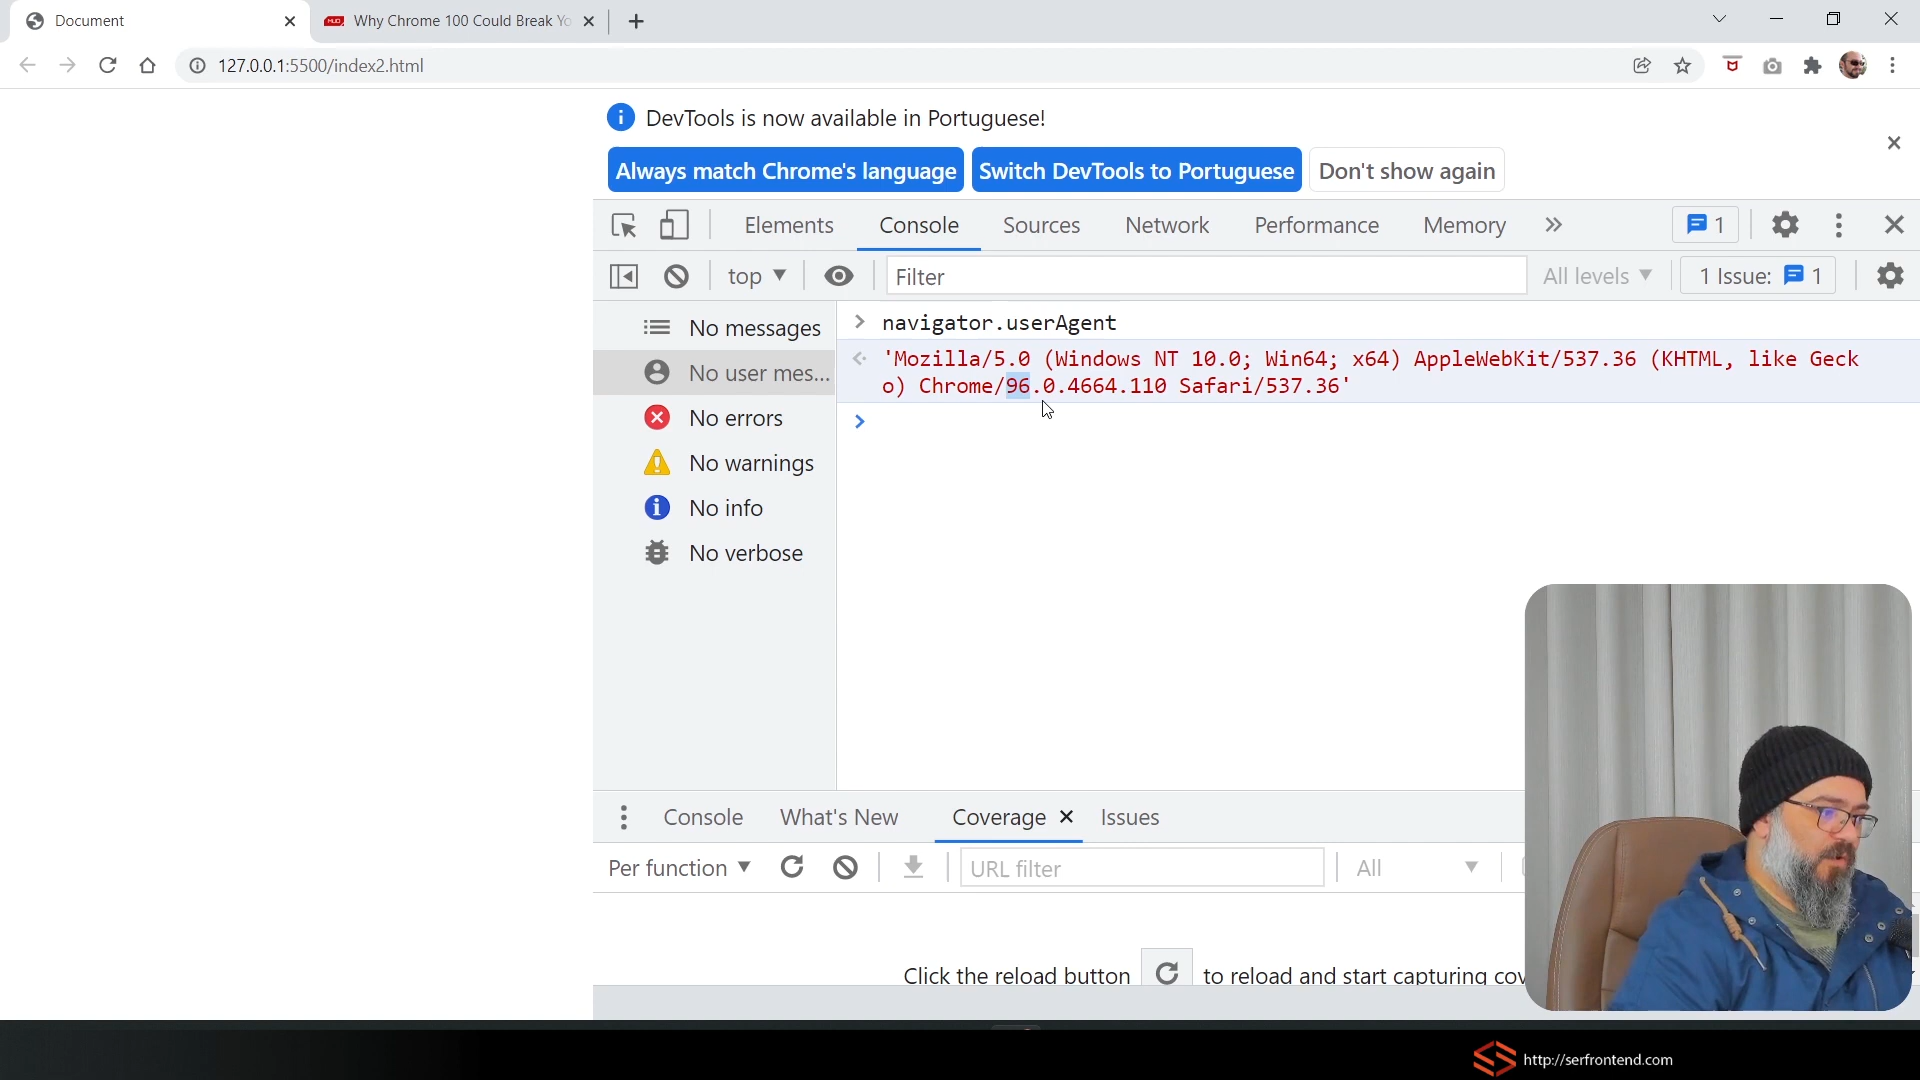 Document
MUO
Why Chrome 100 Could Break Yo
127.0.0.1:5500/index2.html
DevTools is now available in Portuguese!
Always match Chrome's language
Switch DevTools to Portuguese
Don't show again
Elements
Console
Sources
Network
Performance
Memory
1
top
Filter
All levels
1 Issue:
1
No messages
No user mes...
No errors
No warnings
No info
No verbose
navigator.userAgent
'Mozilla/5.0 (Windows NT 10.0; Win64; x64) AppleWebKit/537.36 (KHTML, like Geck
o) Chrome/96.0.4664.110 Safari/537.36'
Console
What's New
Coverage
Issues
Per function
URL filter
All
Click the reload button
to reload and start capturing cov
http://serfrontend.com